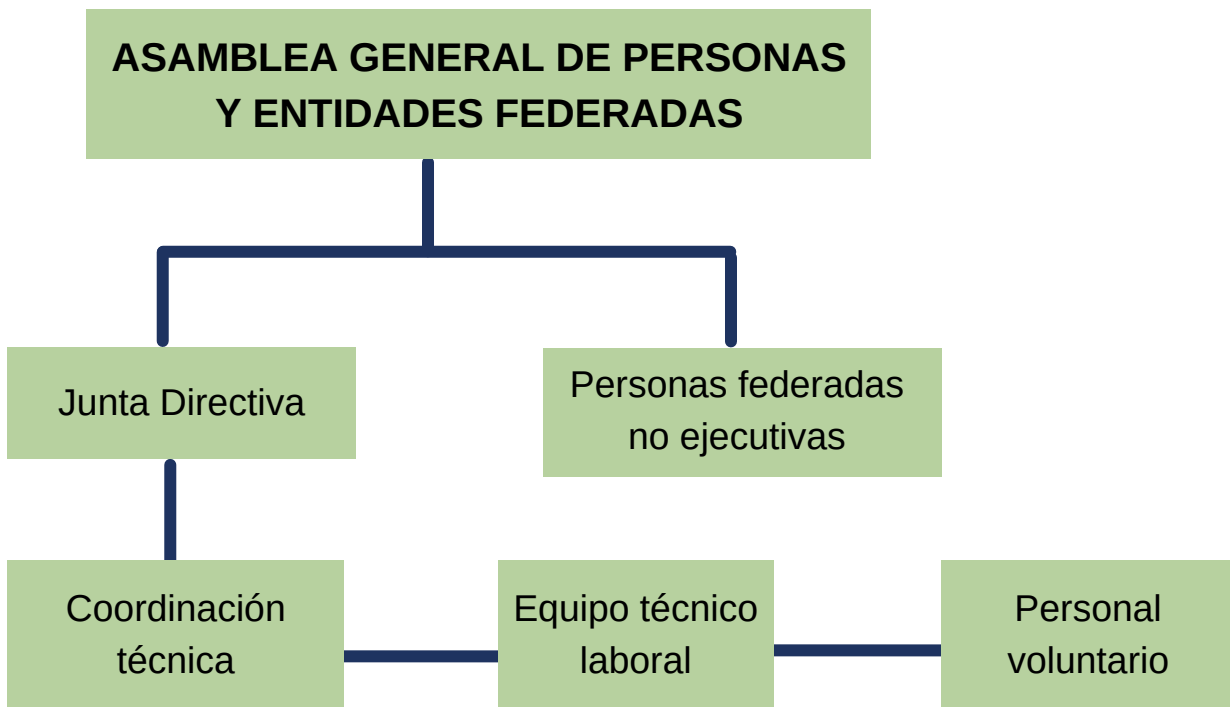 ASAMBLEA GENERAL DE PERSONAS
Y ENTIDADES FEDERADAS
Junta Directiva
Personas federadas
no ejecutivas
Coordinación
técnica
Equipo técnico
laboral
Personal
voluntario